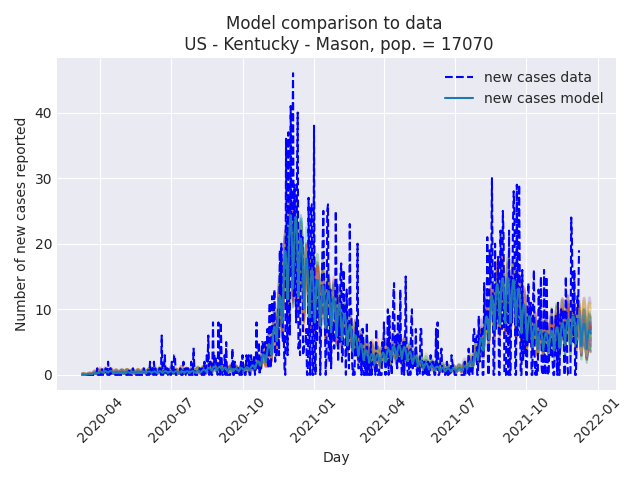 Model comparison to data
US - Kentucky - Mason, pop. = 17070
new cases data
new cases model
Number of new cases reported
40
30
20
10
0
2020-04
2020-07
2020-10
2021-01
2021-04
2021-07
2021-10
2022-01
Day